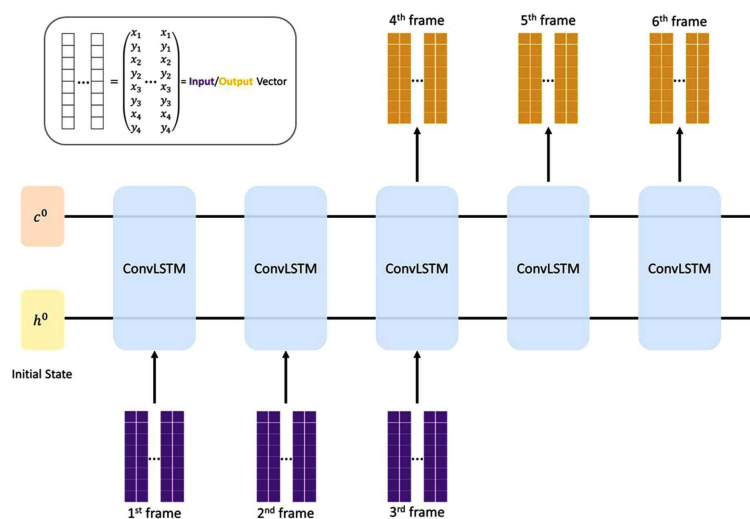 4th frame 5th frame 6th frame
x1 x1
y1 y1
x2 x2
... = y2 ... y2 = Input/Output Vector
x3 x3
y3 y3
x4 x4
y4 y4
... ... ...
c⁰
ConvLSTM ConvLSTM ConvLSTM ConvLSTM ConvLSTM
h⁰
Initial State
... ... ...
1st frame 2nd frame 3rd frame